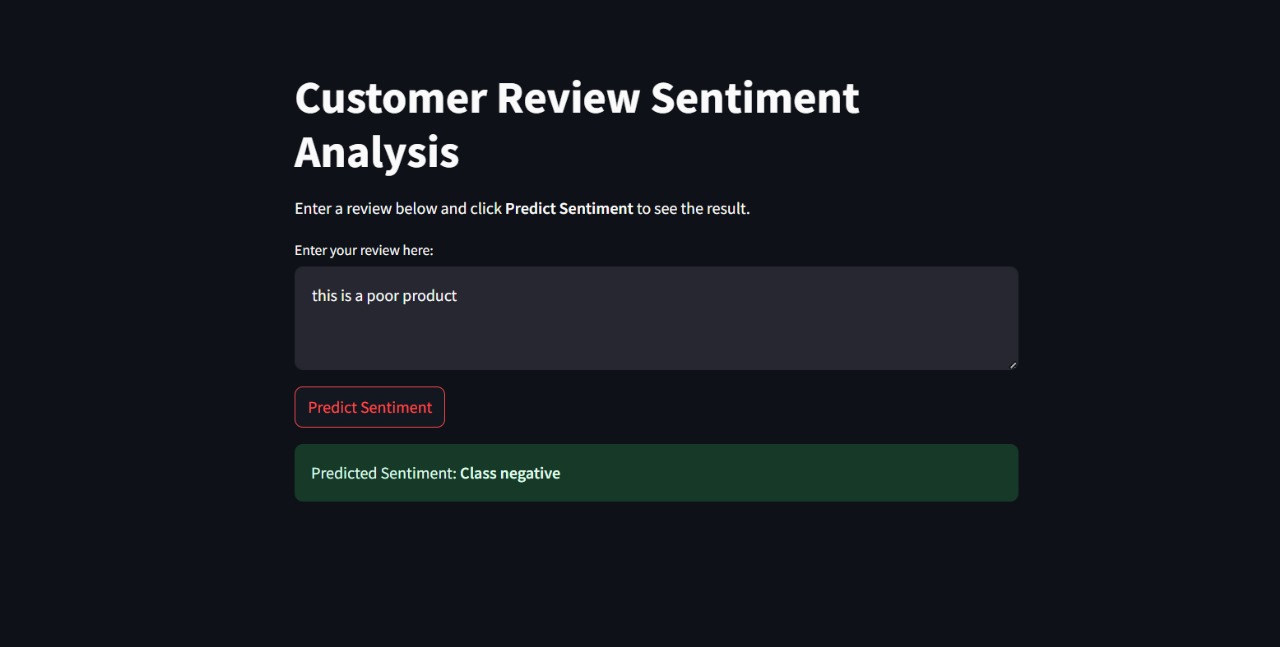 Customer Review Sentiment
Analysis
Enter a review below and click Predict Sentiment to see the result.
Enter your review here:
this is a poor product
Predict Sentiment
Predicted Sentiment: Class negative